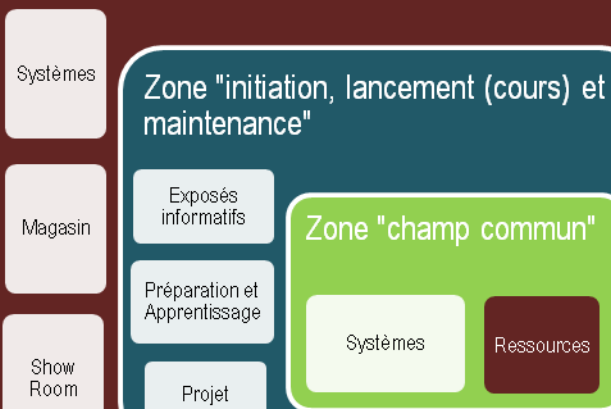 Systèmes
Magasin
Show
Room
Zone "initiation, lancement (cours) et
maintenance"
Exposés
informatifs
Préparation et
Apprentissage
Projet
Zone "champ commun"
Systèmes
Ressources